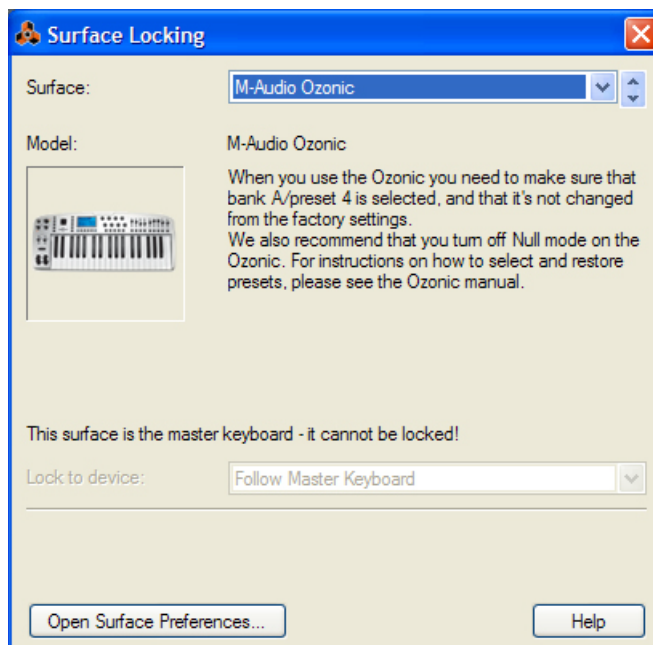 Surface Locking
Surface:
M-Audio Ozonic
Model:
M-Audio Ozonic
When you use the Ozonic you need to make sure that
bank A/preset 4 is selected, and that it's not changed
from the factory settings.
We also recommend that you turn off Null mode on the
Ozonic. For instructions on how to select and restore
presets, please see the Ozonic manual.
This surface is the master keyboard - it cannot be locked!
Lock to device:
Follow Master Keyboard
Open Surface Preferences...
Help